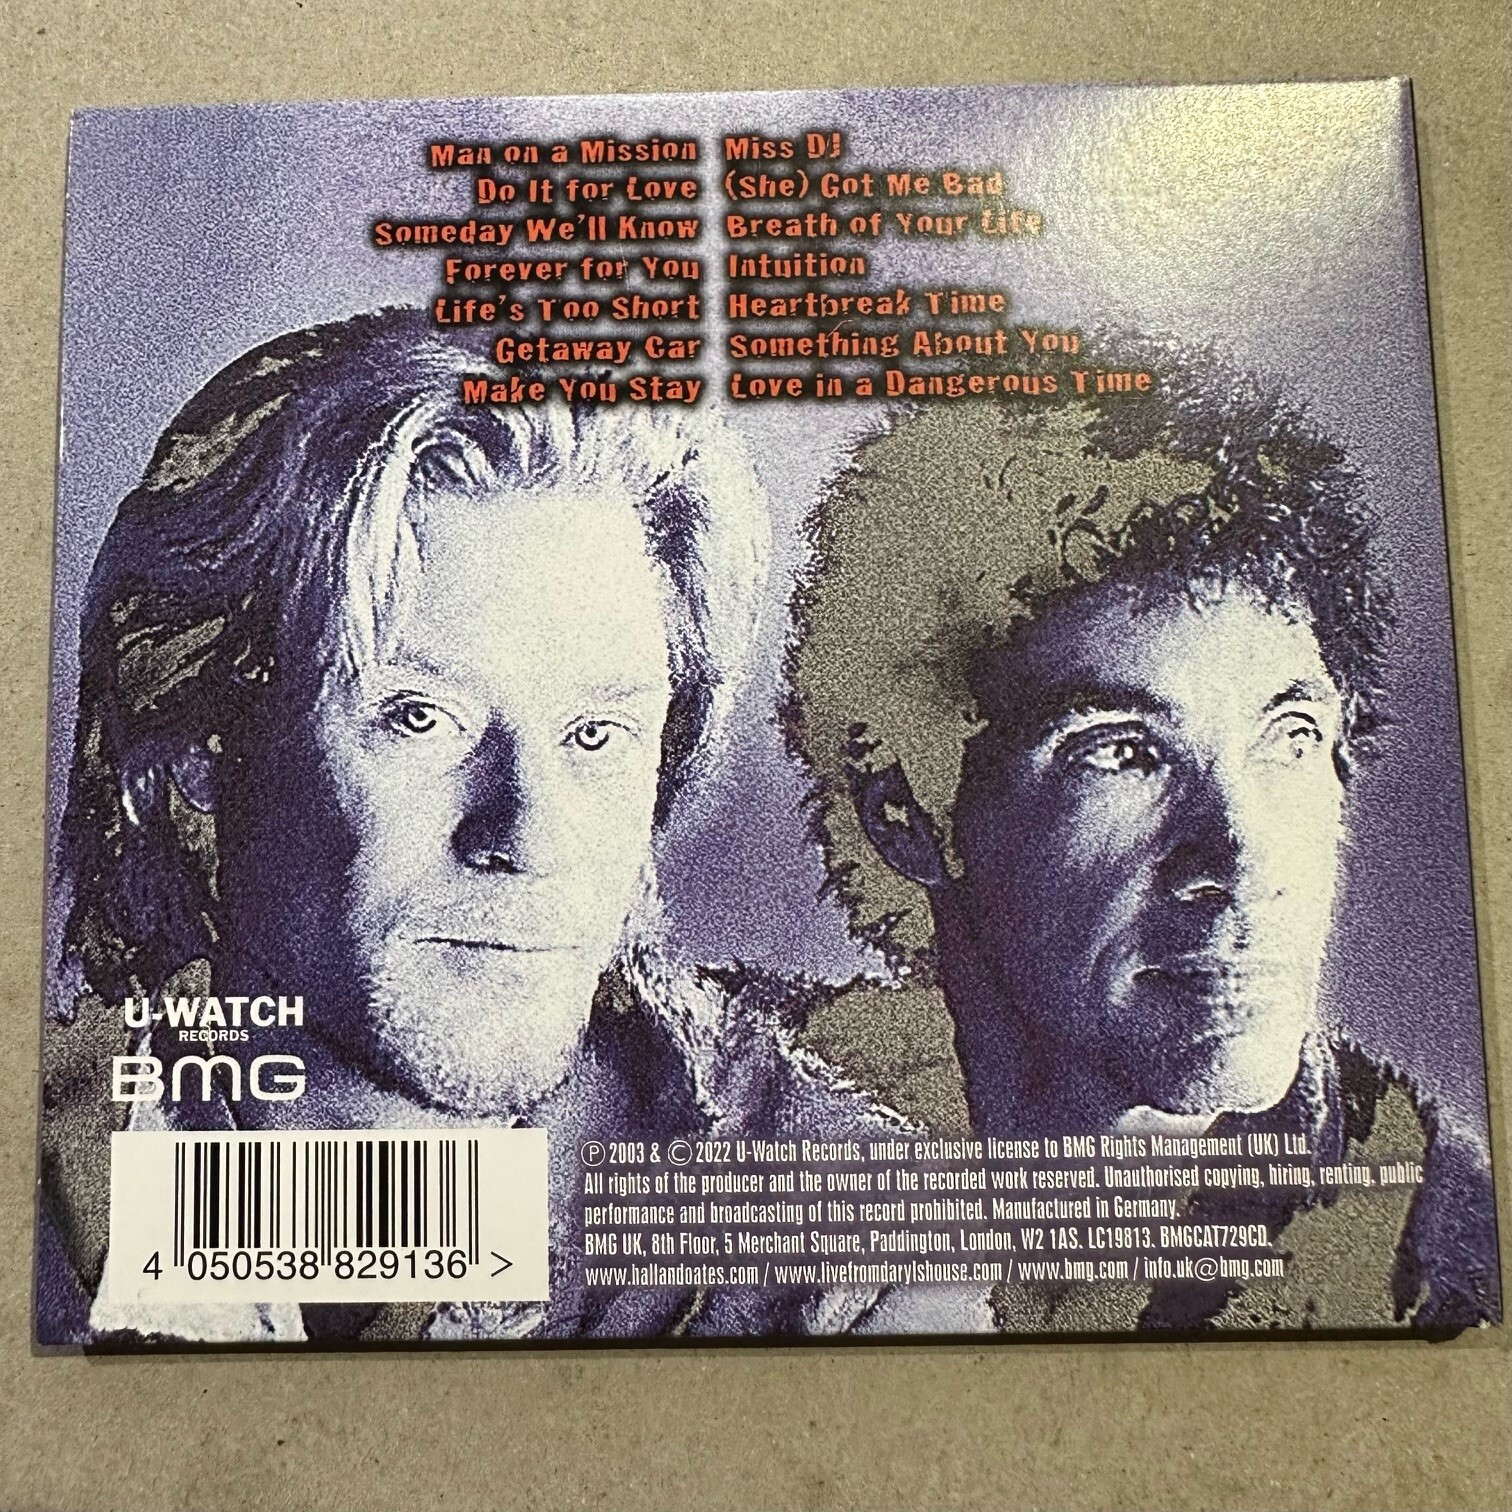 Man on a Mission
Do It for Love
Someday We'll Know
Forever for You
Life's Too Short
Getaway Car
Make You Stay
Miss DJ
(She) Got Me Bad
Breath of Your Life
Intuition
Heartbreak Time
Something About You
Love in a Dangerous Time
U-WATCH
RECORDS
BMG
4 050538 829136 >
Ⓟ 2003 & © 2022 U-Watch Records, under exclusive license to BMG Rights Management (UK) Ltd.
All rights of the producer and the owner of the recorded work reserved. Unauthorised copying, hiring, renting, public
performance and broadcasting of this record prohibited. Manufactured in Germany.
BMG UK, 8th Floor, 5 Merchant Square, Paddington, London, W2 1AS. LC19813. BMGCAT729CD.
www.hallandoates.com / www.livefromdarylshouse.com / www.bmg.com / info.uk@bmg.com